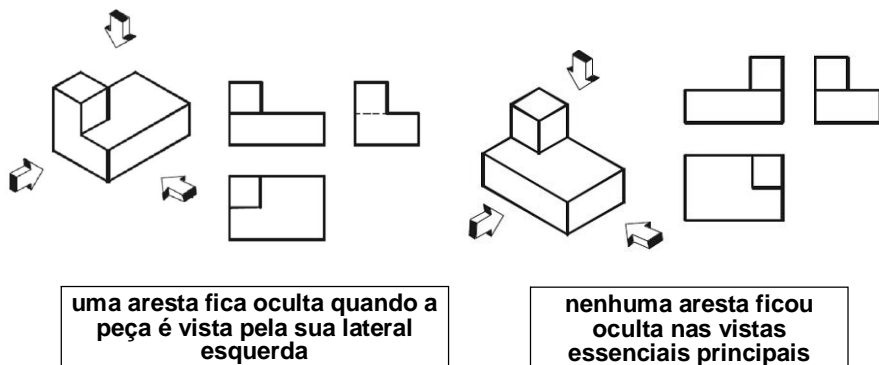 uma aresta fica oculta quando a
peça é vista pela sua lateral
esquerda
nenhuma aresta ficou
oculta nas vistas
essenciais principais